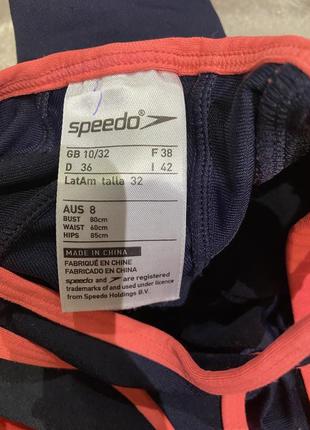 speedo
GB 10/32 F 38
D 36 I 42
LatAm talla 32
AUS 8
BUST 80cm
WAIST 60cm
HIPS 85cm
MADE IN CHINA
FABRIQUÉ EN CHINE
FABRICADO EN CHINA
speedo and are registered
trademarks of and used under licence
from Speedo Holdings B.V.